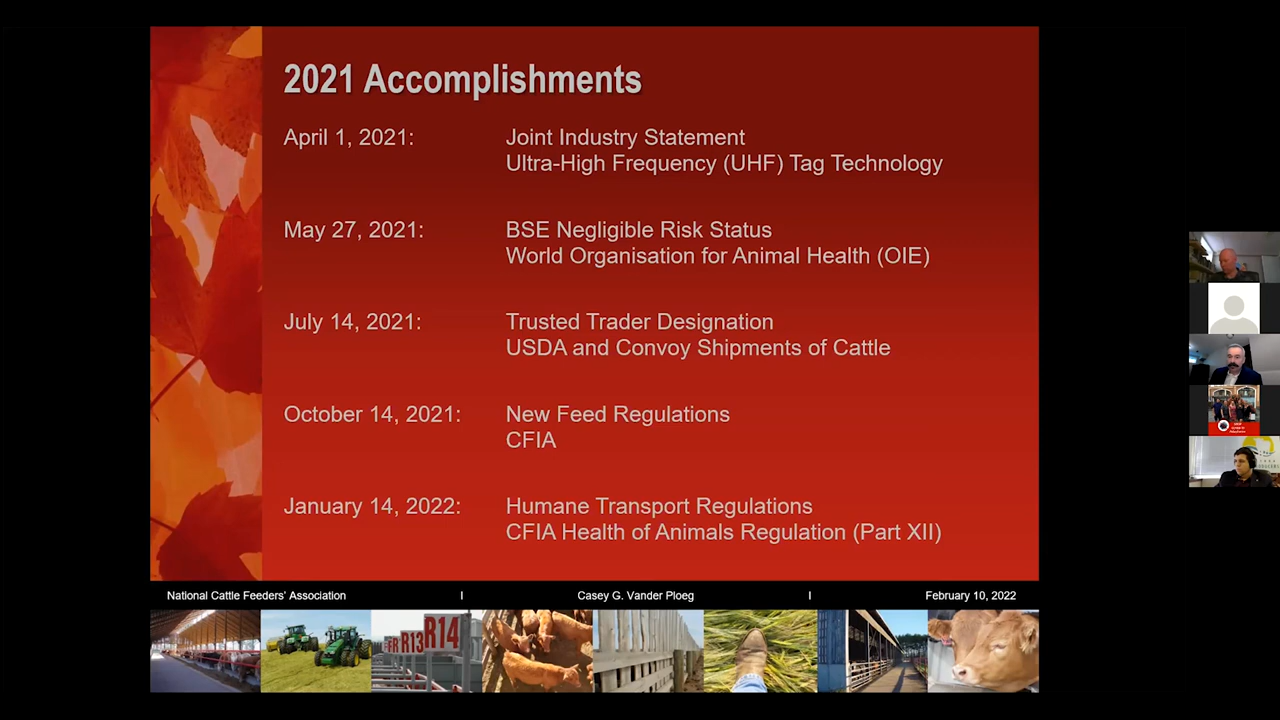 2021 Accomplishments
April 1, 2021:
Joint Industry Statement
Ultra-High Frequency (UHF) Tag Technology
May 27, 2021:
BSE Negligible Risk Status
World Organisation for Animal Health (OIE)
July 14, 2021:
Trusted Trader Designation
USDA and Convoy Shipments of Cattle
October 14, 2021:
New Feed Regulations
CFIA
January 14, 2022:
Humane Transport Regulations
CFIA Health of Animals Regulation (Part XII)
National Cattle Feeders' Association I Casey G. Vander Ploeg I February 10, 2022
R13 R14